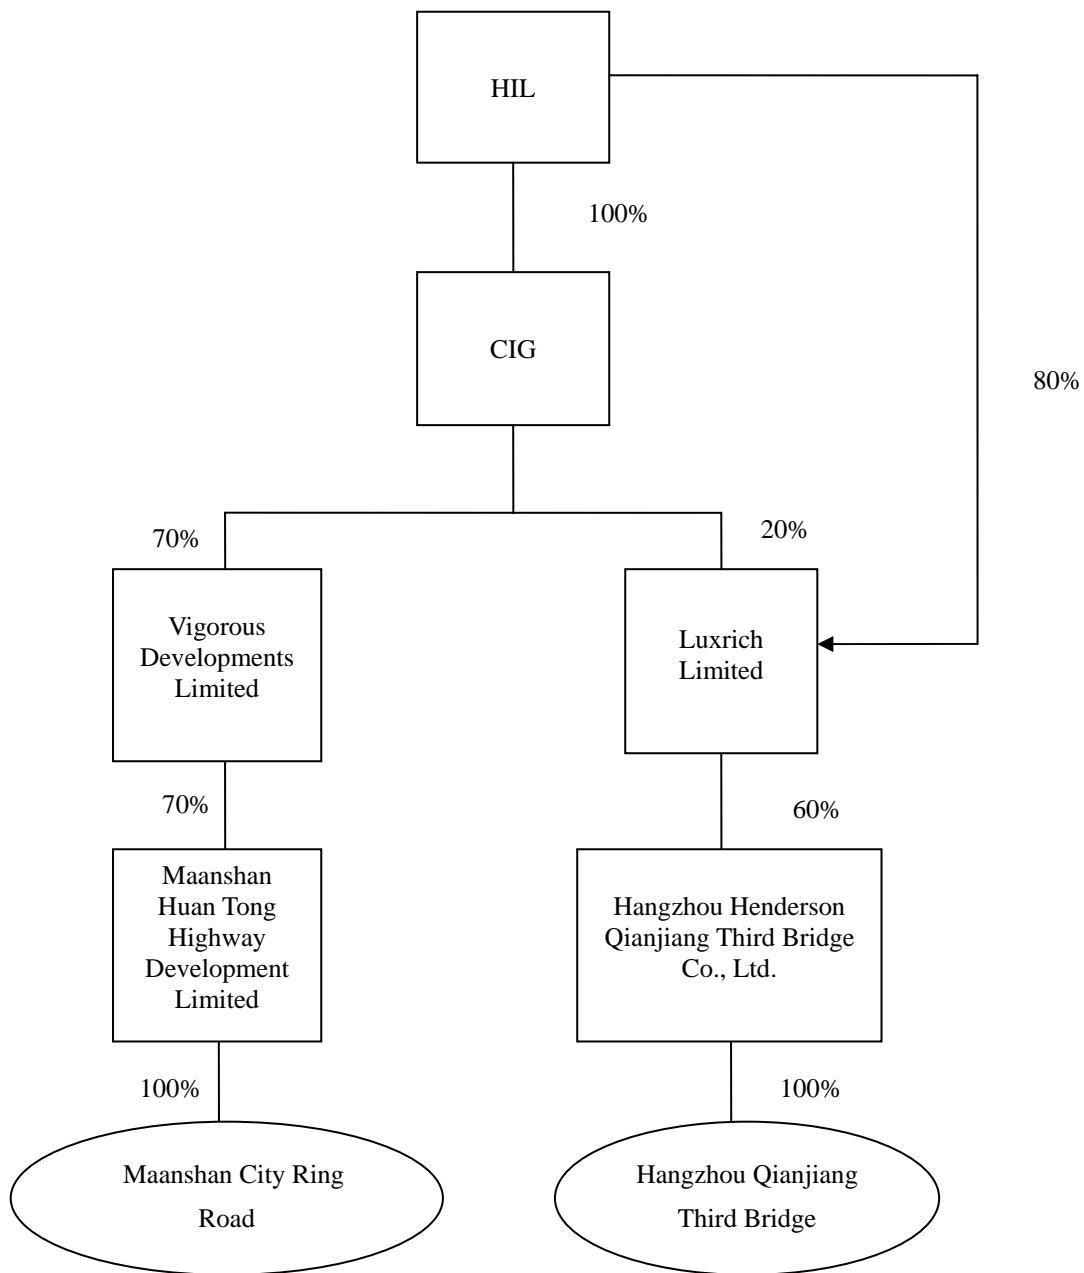 HIL
100%
CIG
80%
70%
20%
Vigorous
Developments
Limited
Luxrich
Limited
70%
60%
Maanshan
Huan Tong
Highway
Development
Limited
Hangzhou Henderson
Qianjiang Third Bridge
Co., Ltd.
100%
100%
Maanshan City Ring
Road
Hangzhou Qianjiang
Third Bridge